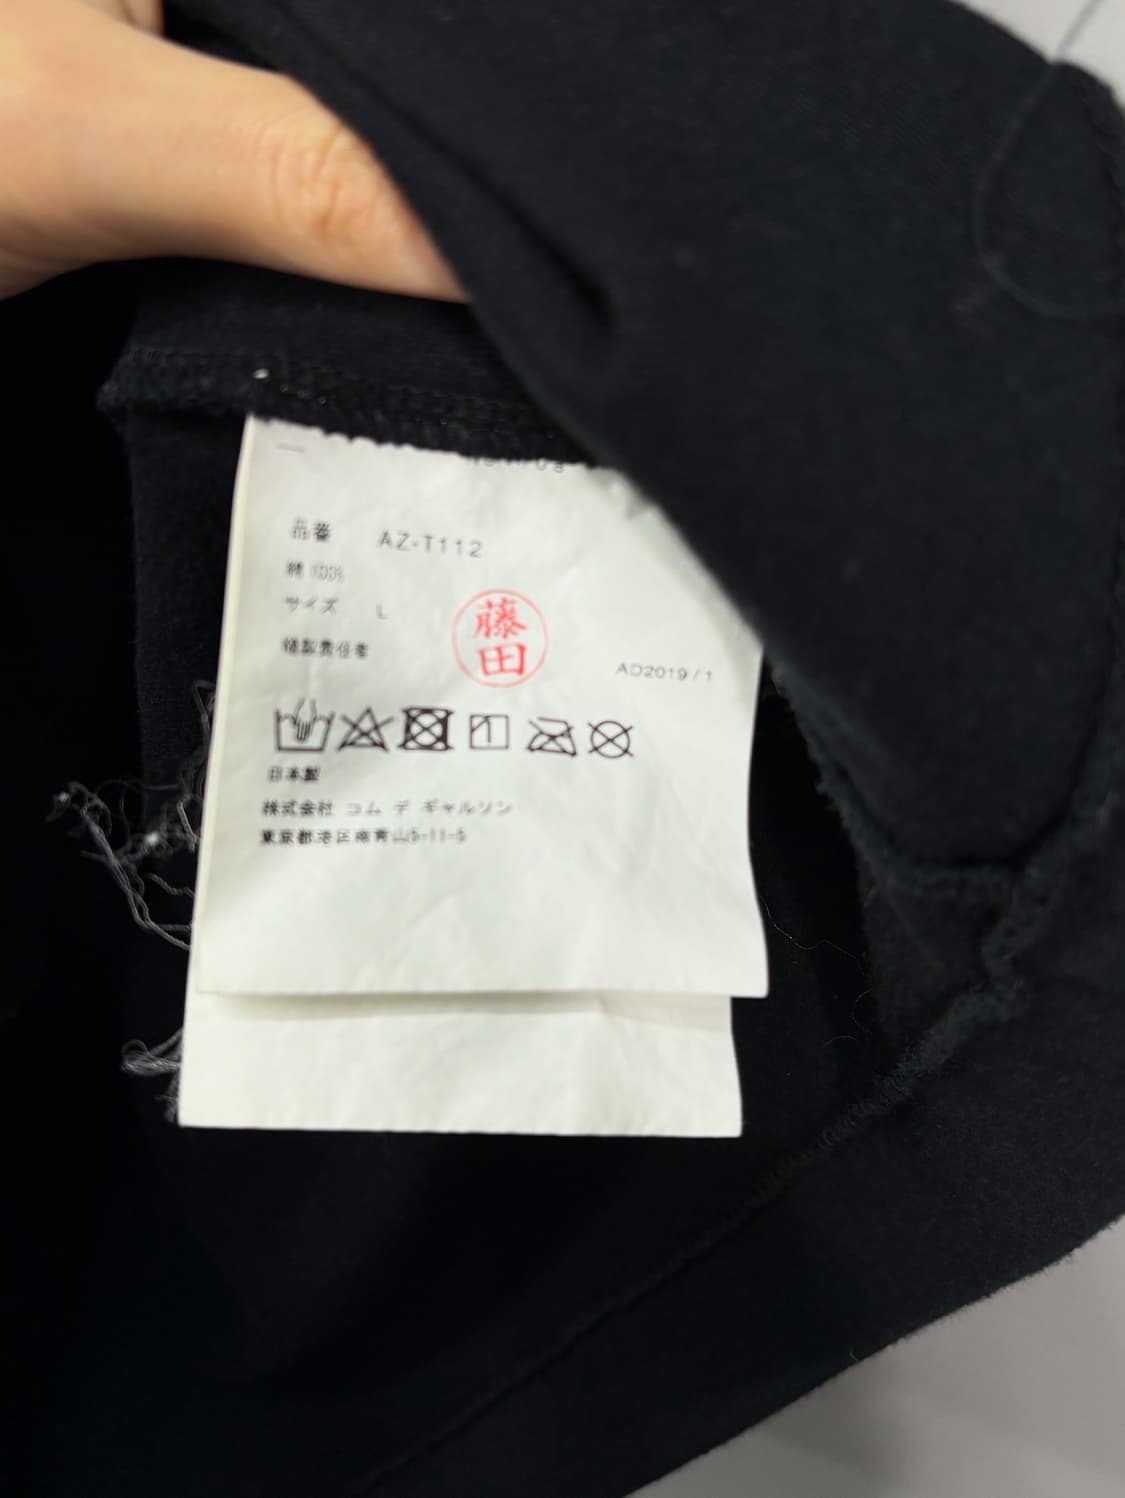 品番 AZ-T112
綿 100%
サイズ L
縫製責任者
藤田
AD2019/1
日本製
株式会社 コム デ ギャルソン
東京都港区南青山5-11-5